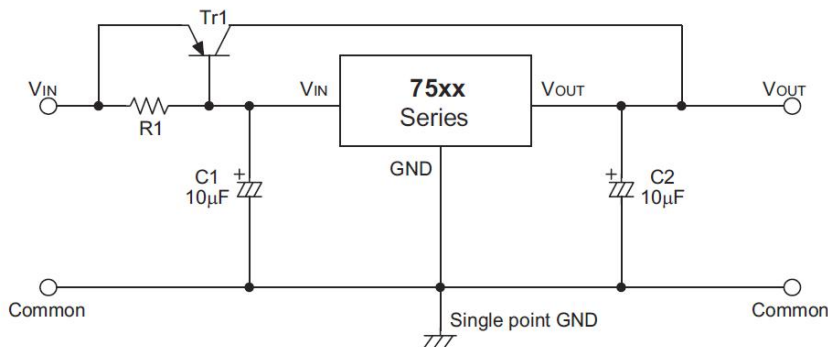 Tr1
VIN
R1
VIN
75xx
Series
VOUT
VOUT
GND
C1
10μF
+
C2
10μF
+
Common
Single point GND
Common